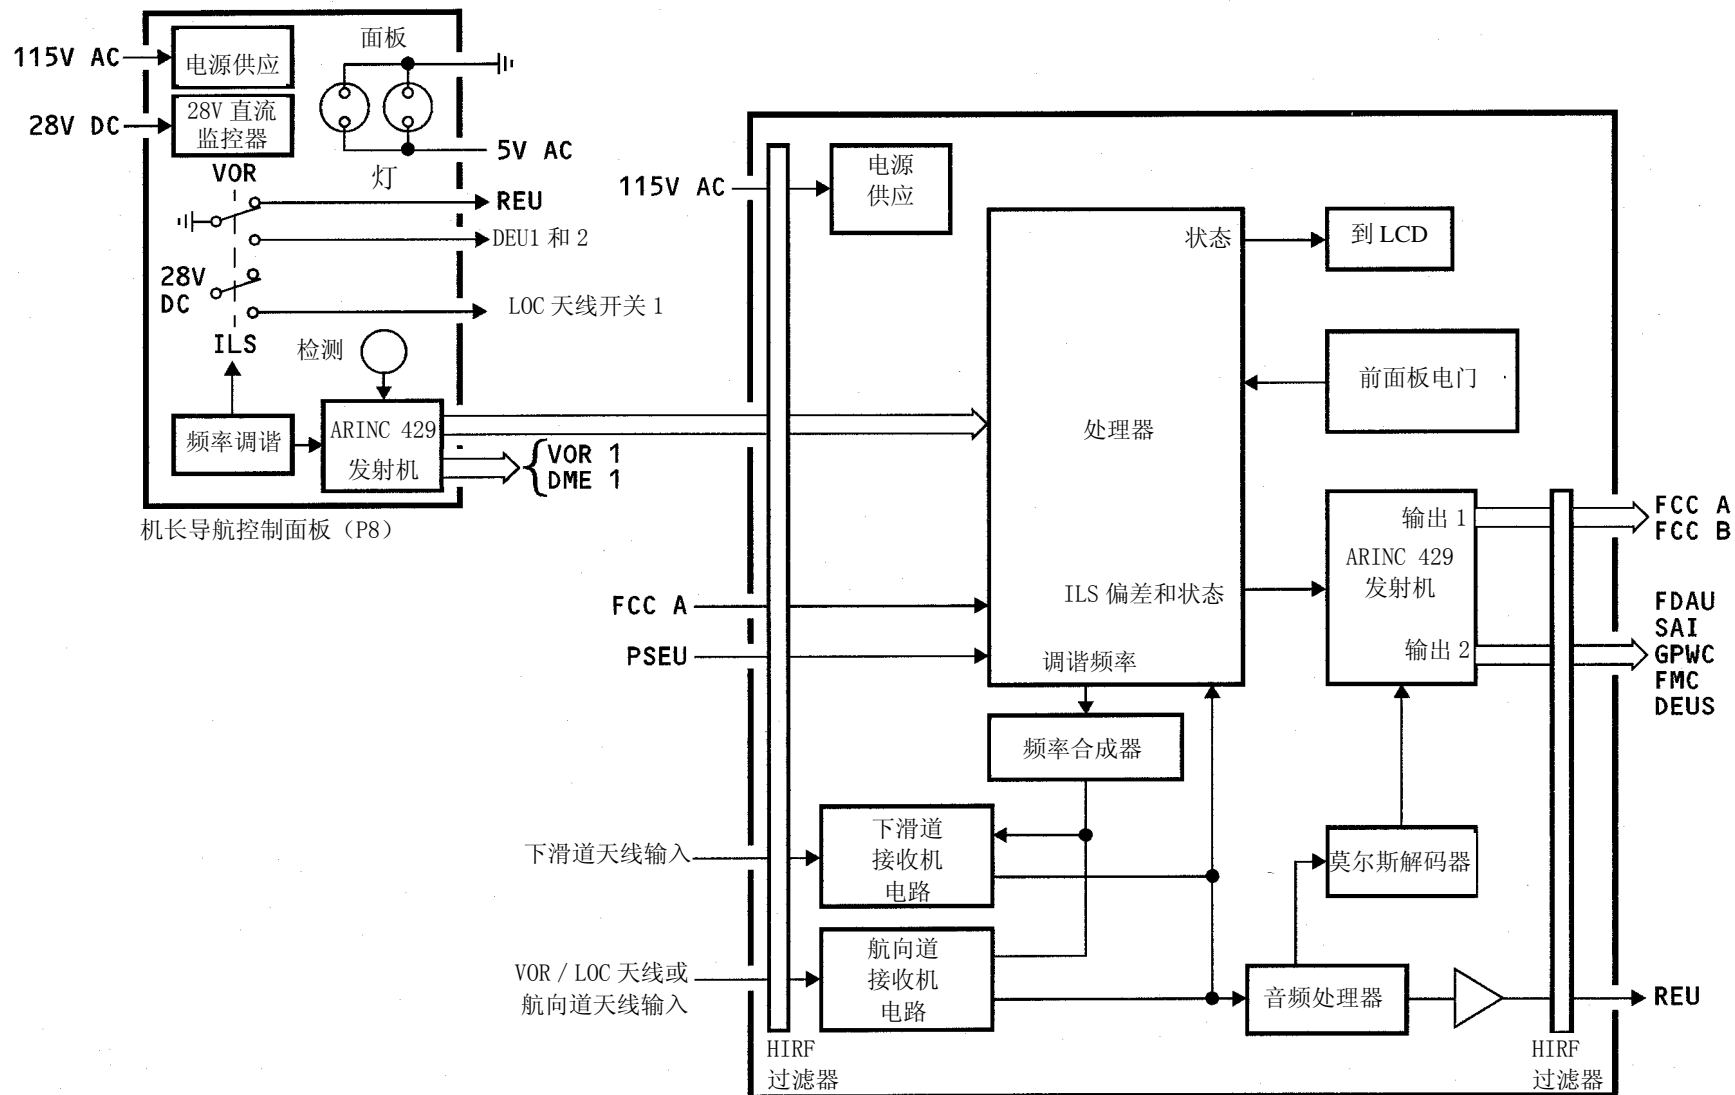 115V AC
电源供应
面板
28V DC
28V 直流
监控器
5V AC
灯
VOR
REU
DEU1 和 2
28V
DC
LOC 天线开关 1
ILS
检测
频率调谐
ARINC 429
发射机
VOR 1
DME 1
机长导航控制面板（P8）
115V AC
电源
供应
状态
到 LCD
前面板电门
处理器
输出 1
ARINC 429
发射机
输出 2
FCC A
FCC B
FCC A
ILS 偏差和状态
PSEU
调谐频率
FDAU
SAI
GPWC
FMC
DEUS
频率合成器
下滑道天线输入
下滑道
接收机
电路
莫尔斯解码器
VOR / LOC 天线或
航向道天线输入
航向道
接收机
电路
音频处理器
REU
HIRF
过滤器
HIRF
过滤器